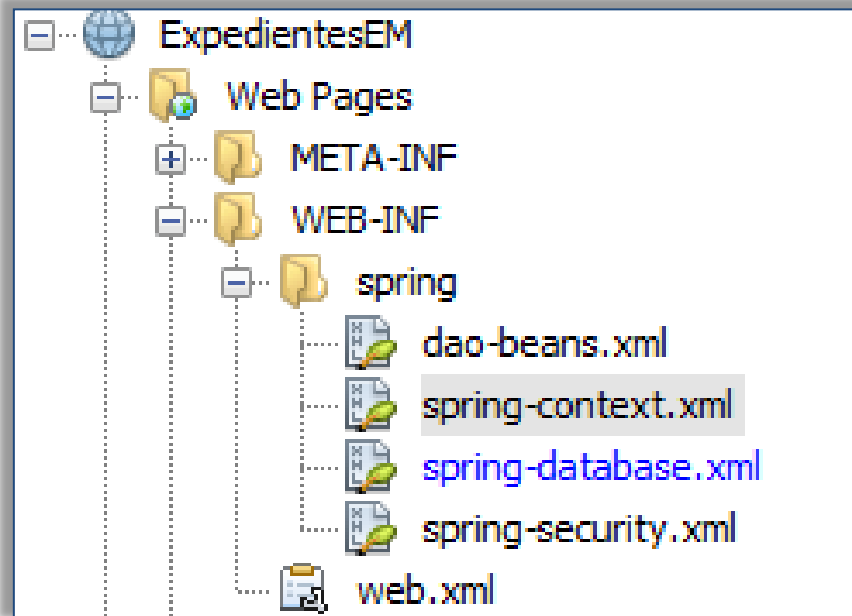 ExpedientesEM
Web Pages
META-INF
WEB-INF
spring
dao-beans.xml
spring-context.xml
spring-database.xml
spring-security.xml
web.xml